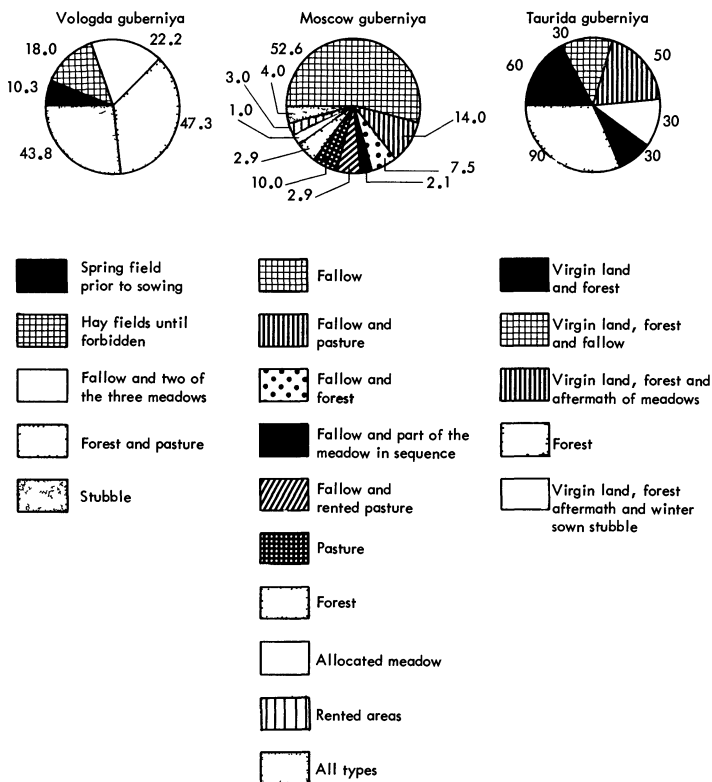 Vologda guberniya
22.2
18.0
10.3
47.3
43.8
Moscow guberniya
52.6
4.0
3.0
1.0
2.9
10.0
2.9
14.0
7.5
2.1
Taurida guberniya
30
50
60
30
90
30
Spring field
prior to sowing
Hay fields until
forbidden
Fallow and two of
the three meadows
Forest and pasture
Stubble
Fallow
Fallow and
pasture
Fallow and
forest
Fallow and part of the
meadow in sequence
Fallow and
rented pasture
Pasture
Forest
Allocated meadow
Rented areas
All types
Virgin land
and forest
Virgin land, forest
and fallow
Virgin land, forest and
aftermath of meadows
Forest
Virgin land, forest
aftermath and winter
sown stubble